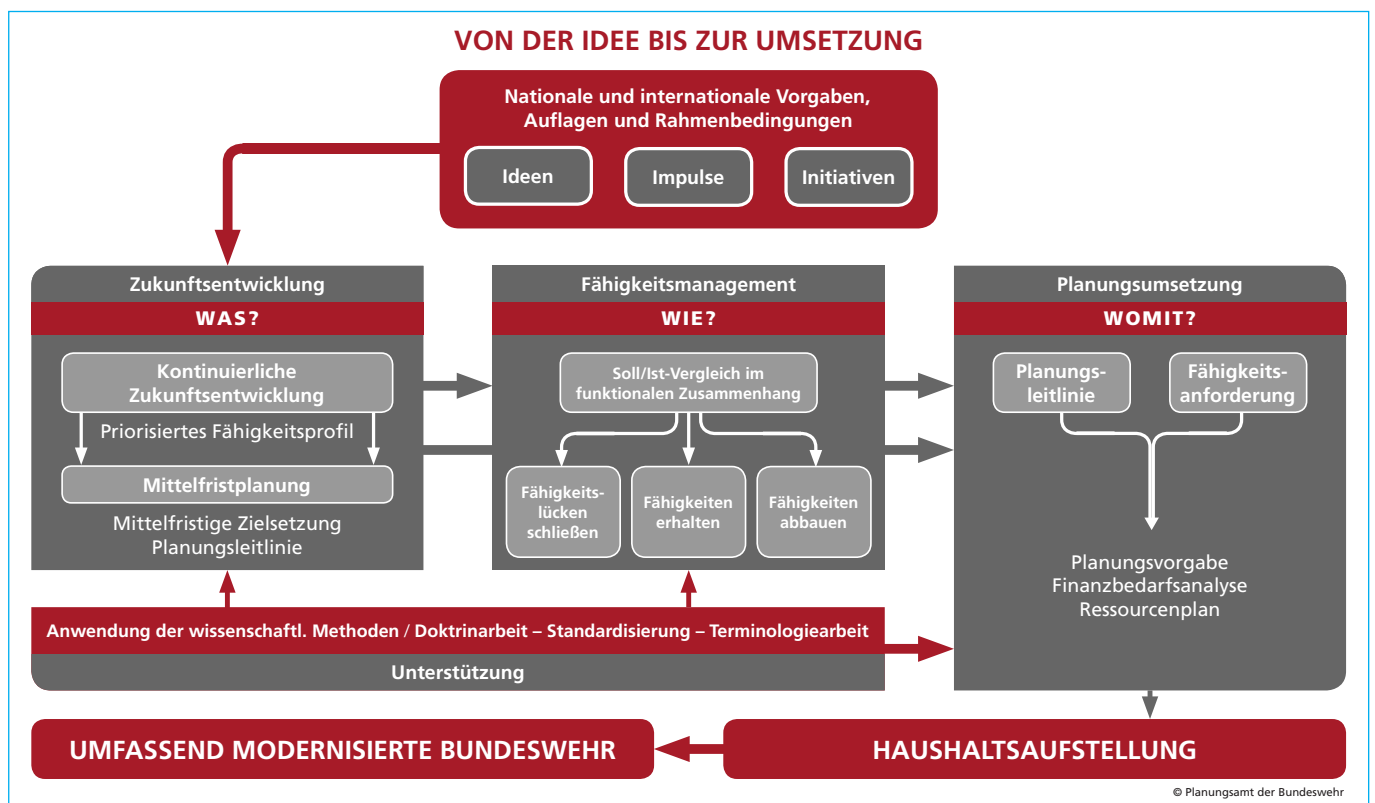 VON DER IDEE BIS ZUR UMSETZUNG
Nationale und internationale Vorgaben,
Auflagen und Rahmenbedingungen
Ideen
Impulse
Initiativen
Zukunftsentwicklung
WAS?
Kontinuierliche
Zukunftsentwicklung
Priorisiertes Fähigkeitsprofil
Mittelfristplanung
Mittelfristige Zielsetzung
Planungsleitlinie
Fähigkeitsmanagement
WIE?
Soll/Ist-Vergleich im
funktionalen Zusammenhang
Fähigkeits-
lücken
schließen
Fähigkeiten
erhalten
Fähigkeiten
abbauen
Planungsumsetzung
WOMIT?
Planungs-
leitlinie
Fähigkeits-
anforderung
Planungsvorgabe
Finanzbedarfsanalyse
Ressourcenplan
Anwendung der wissenschaftl. Methoden / Doktrinarbeit – Standardisierung – Terminologiearbeit
Unterstützung
UMFASSEND MODERNISIERTE BUNDESWEHR
HAUSHALTSAUFSTELLUNG
© Planungsamt der Bundeswehr